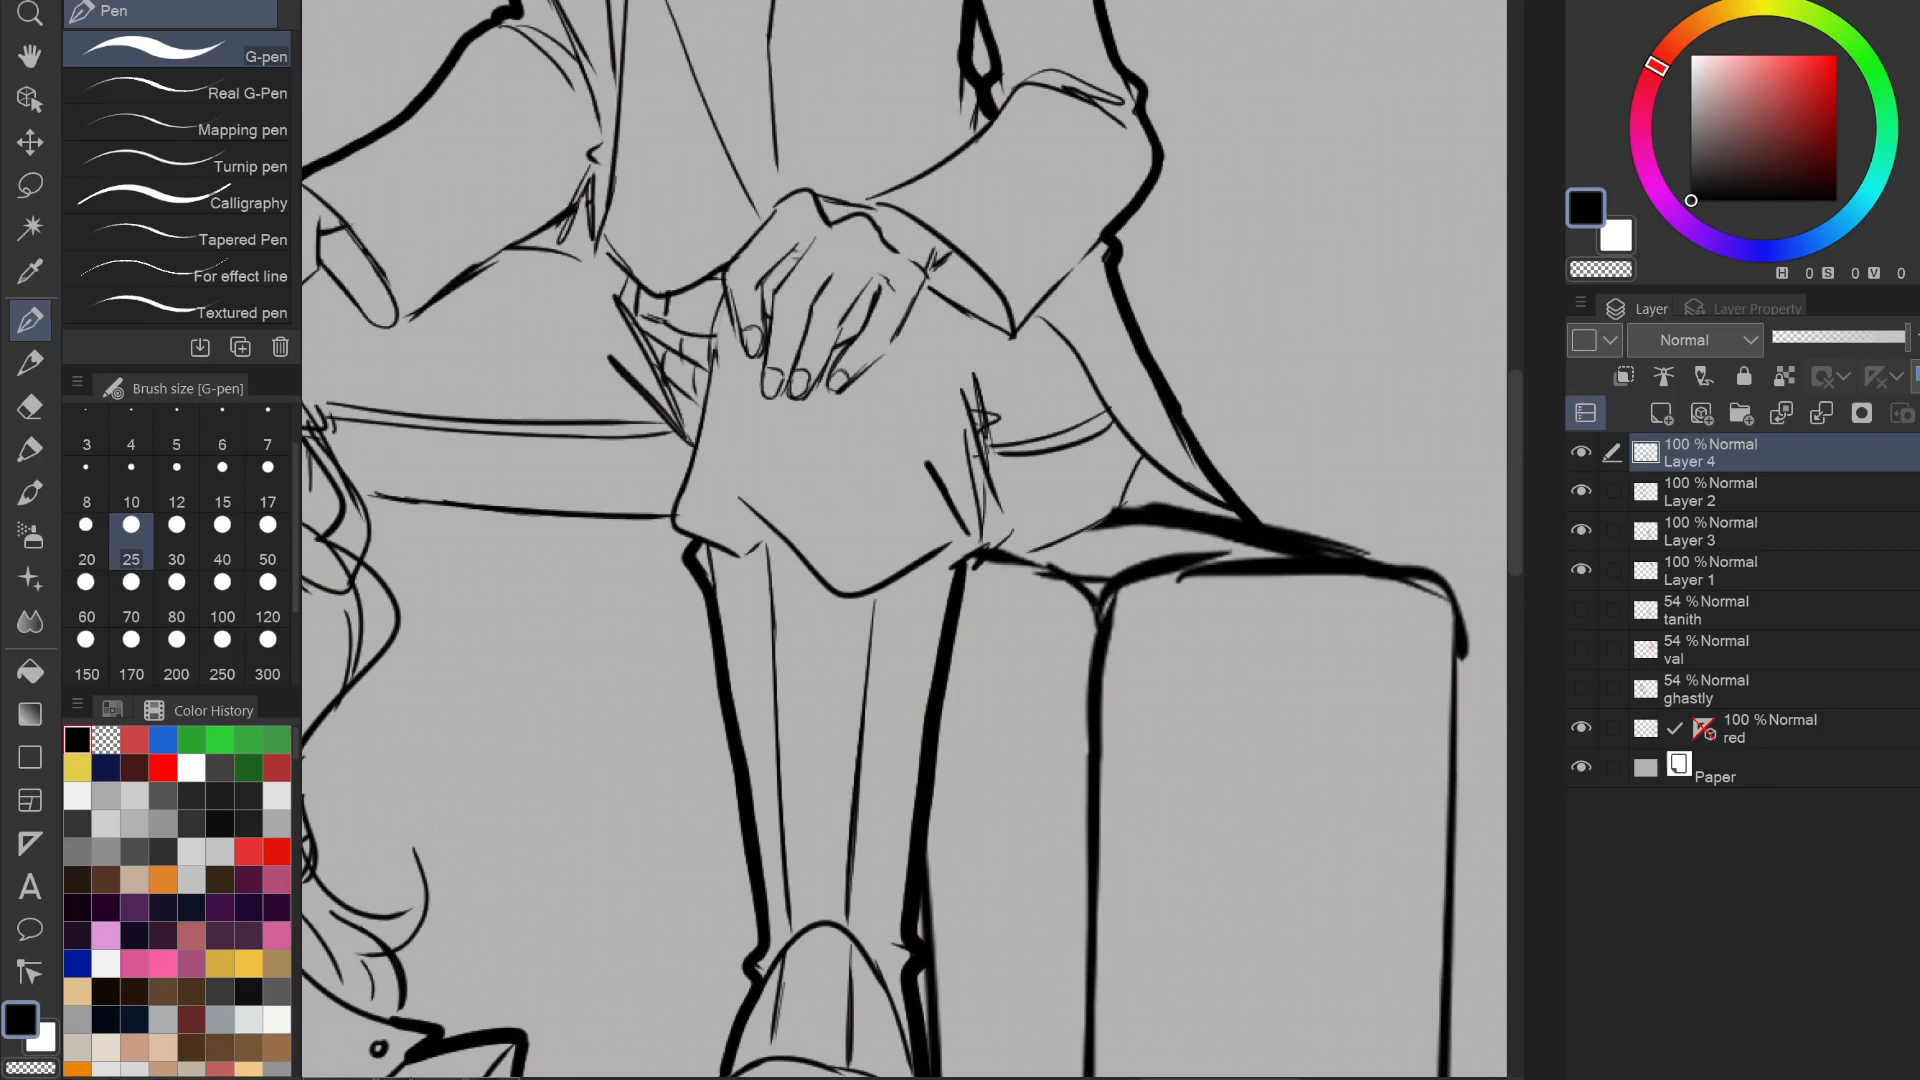 Pen
G-pen
Real G-Pen
Mapping pen
Turnip pen
Calligraphy
Tapered Pen
For effect line
Textured pen
Brush size [G-pen]
3 4 5 6 7
8 10 12 15 17
20 25 30 40 50
60 70 80 100 120
150 170 200 250 300
Color History
H 0 S 0 V 0
Layer
Layer Property
Normal
100 % Normal
Layer 4
100 % Normal
Layer 2
100 % Normal
Layer 3
100 % Normal
Layer 1
54 % Normal
tanith
54 % Normal
val
54 % Normal
ghastly
100 % Normal
red
Paper